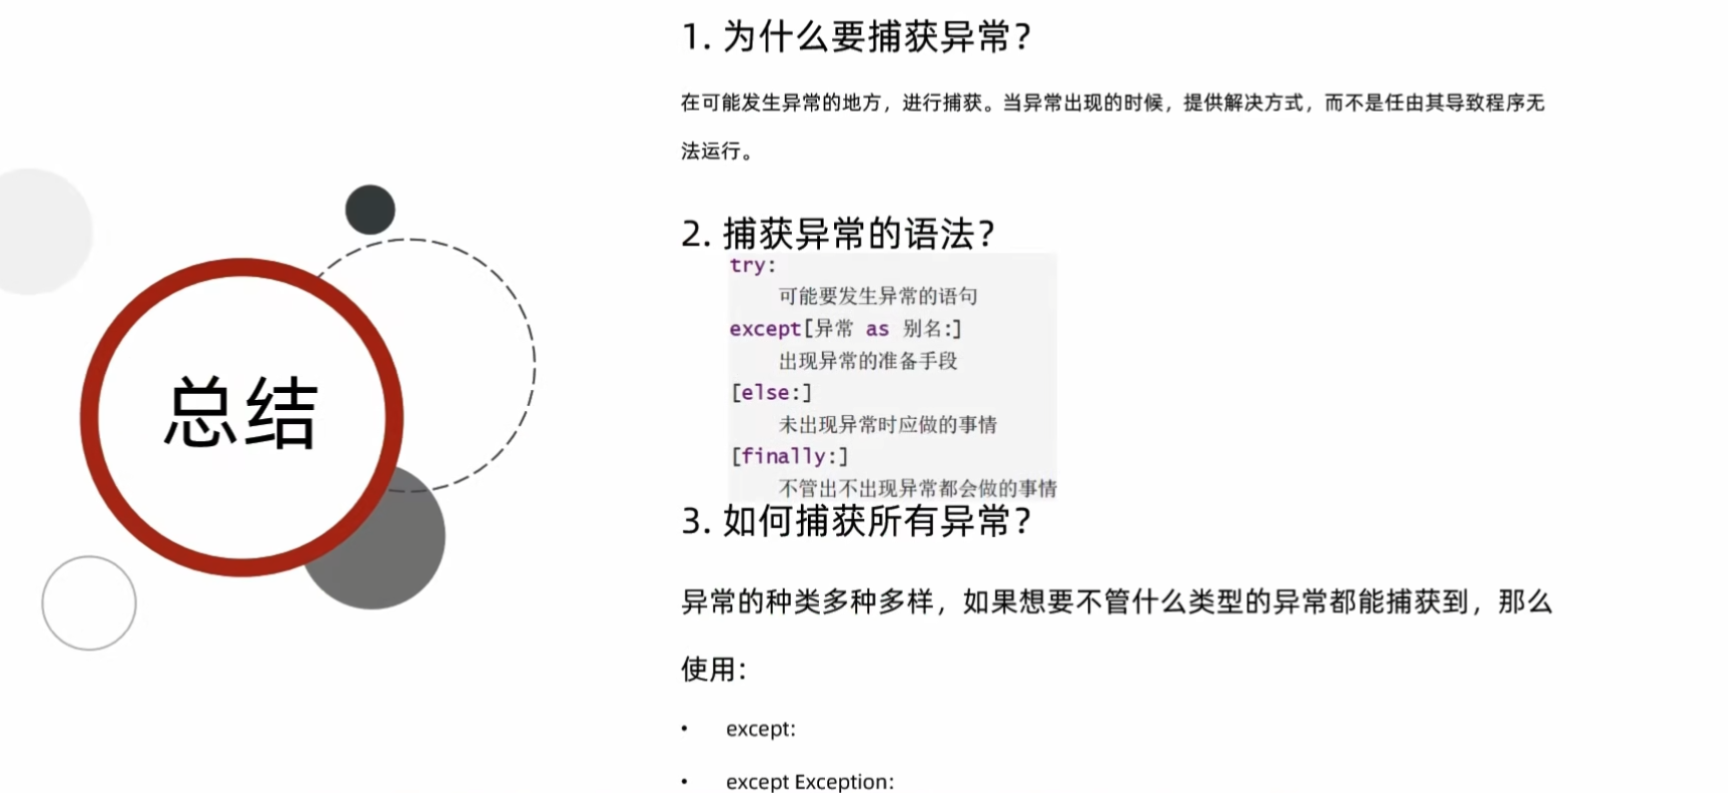 总结
1. 为什么要捕获异常？
在可能发生异常的地方，进行捕获。当异常出现的时候，提供解决方式，而不是任由其导致程序无
法运行。
2. 捕获异常的语法？
try:
可能要发生异常的语句
except[异常 as 别名:]
出现异常的准备手段
[else:]
未出现异常时应做的事情
[finally:]
不管出不出现异常都会做的事情
3. 如何捕获所有异常？
异常的种类多种多样，如果想要不管什么类型的异常都能捕获到，那么
使用：
• except:
• except Exception: